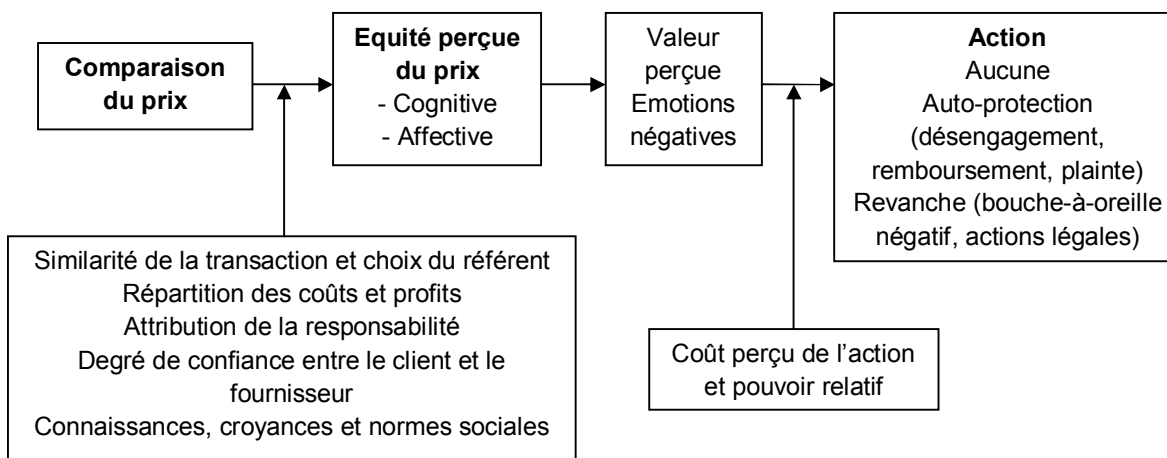 Comparaison
du prix
Equité perçue
du prix
- Cognitive
- Affective
Valeur
perçue
Emotions
négatives
Action
Aucune
Auto-protection
(désengagement,
remboursement, plainte)
Revanche (bouche-à-oreille
négatif, actions légales)
Similarité de la transaction et choix du référent
Répartition des coûts et profits
Attribution de la responsabilité
Degré de confiance entre le client et le
fournisseur
Connaissances, croyances et normes sociales
Coût perçu de l’action
et pouvoir relatif